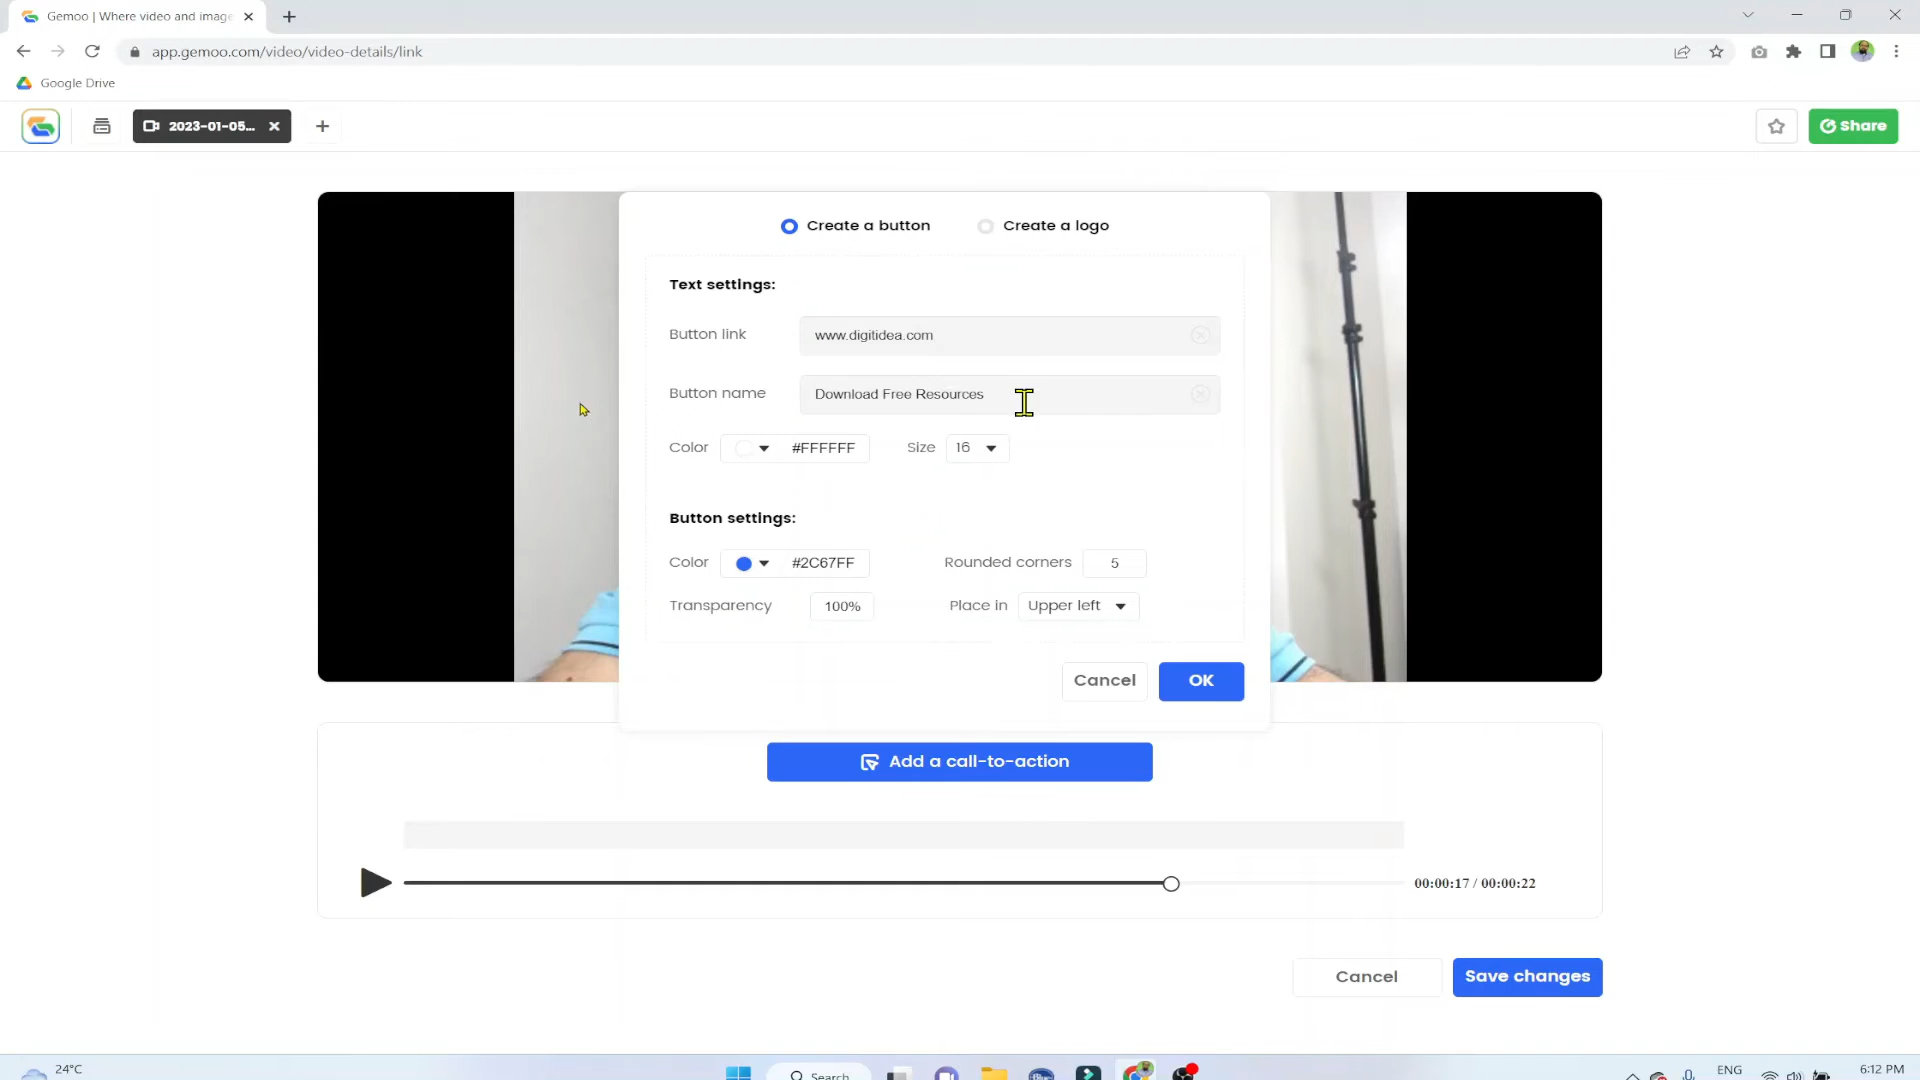 Gemoo | Where video and image
app.gemoo.com/video/video-details/link
Google Drive
2023-01-05...
Share
Create a button
Create a logo
Text settings:
Button link
www.digitidea.com
Button name
Download Free Resources
Color
#FFFFFF
Size
16
Button settings:
Color
#2C67FF
Rounded corners
5
Transparency
100%
Place in
Upper left
Cancel
OK
Add a call-to-action
00:00:17 / 00:00:22
Cancel
Save changes
24°C
Search
ENG
6:12 PM